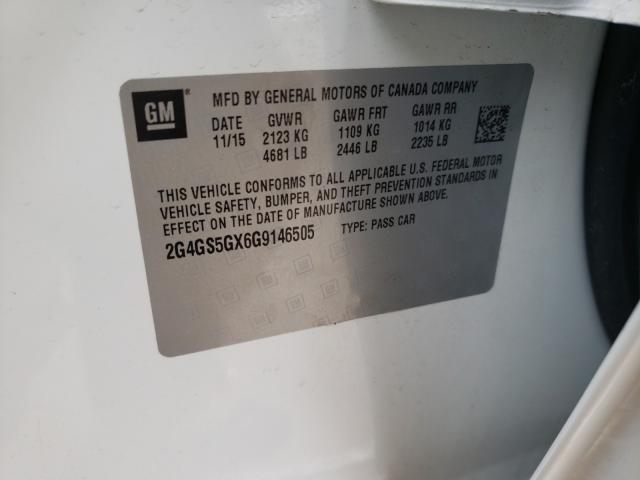 GM
MFD BY GENERAL MOTORS OF CANADA COMPANY
DATE GVWR GAWR FRT GAWR RR
11/15 2123 KG 1109 KG 1014 KG
4681 LB 2446 LB 2235 LB
THIS VEHICLE CONFORMS TO ALL APPLICABLE U.S. FEDERAL MOTOR
VEHICLE SAFETY, BUMPER, AND THEFT PREVENTION STANDARDS IN
EFFECT ON THE DATE OF MANUFACTURE SHOWN ABOVE.
2G4GS5GX6G9146505 TYPE: PASS CAR